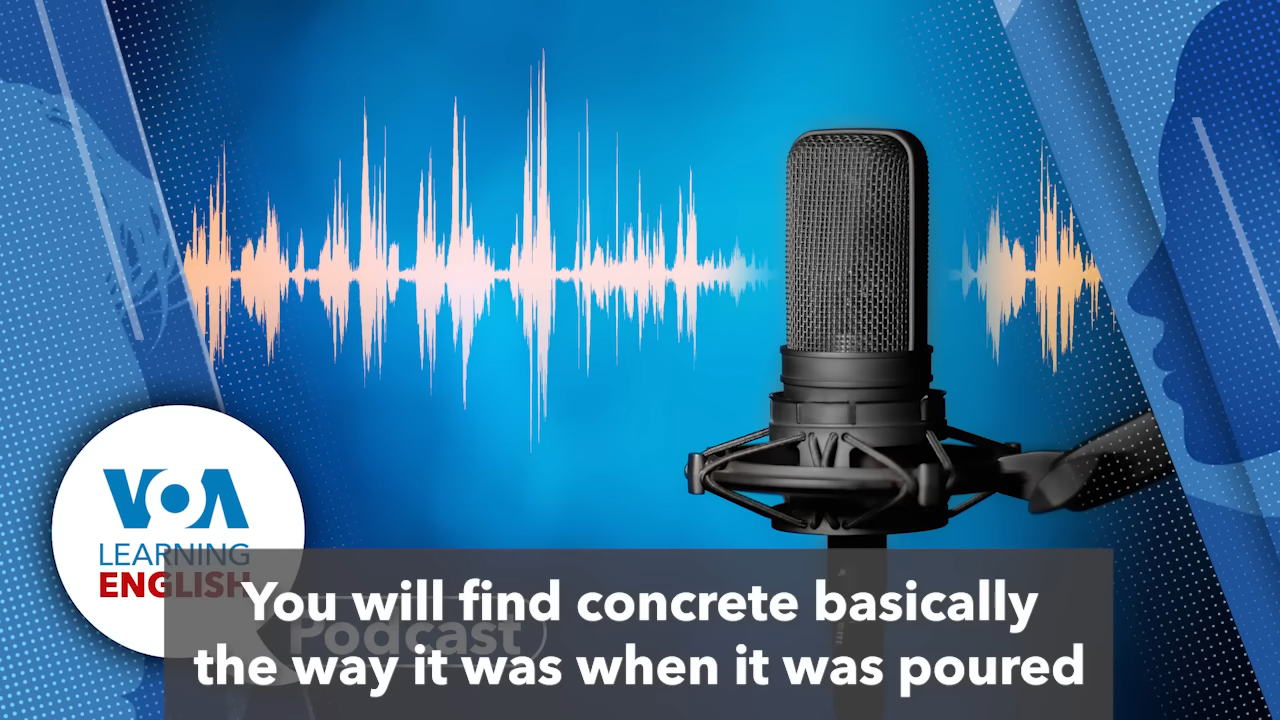 VOA
LEARNING
ENGLISH
Podcast
You will find concrete basically
the way it was when it was poured